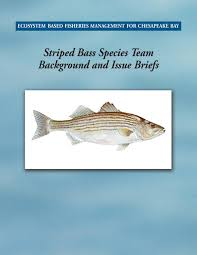 ECOSYSTEM BASED FISHERIES MANAGEMENT FOR CHESAPEAKE BAY
Striped Bass Species Team
Background and Issue Briefs